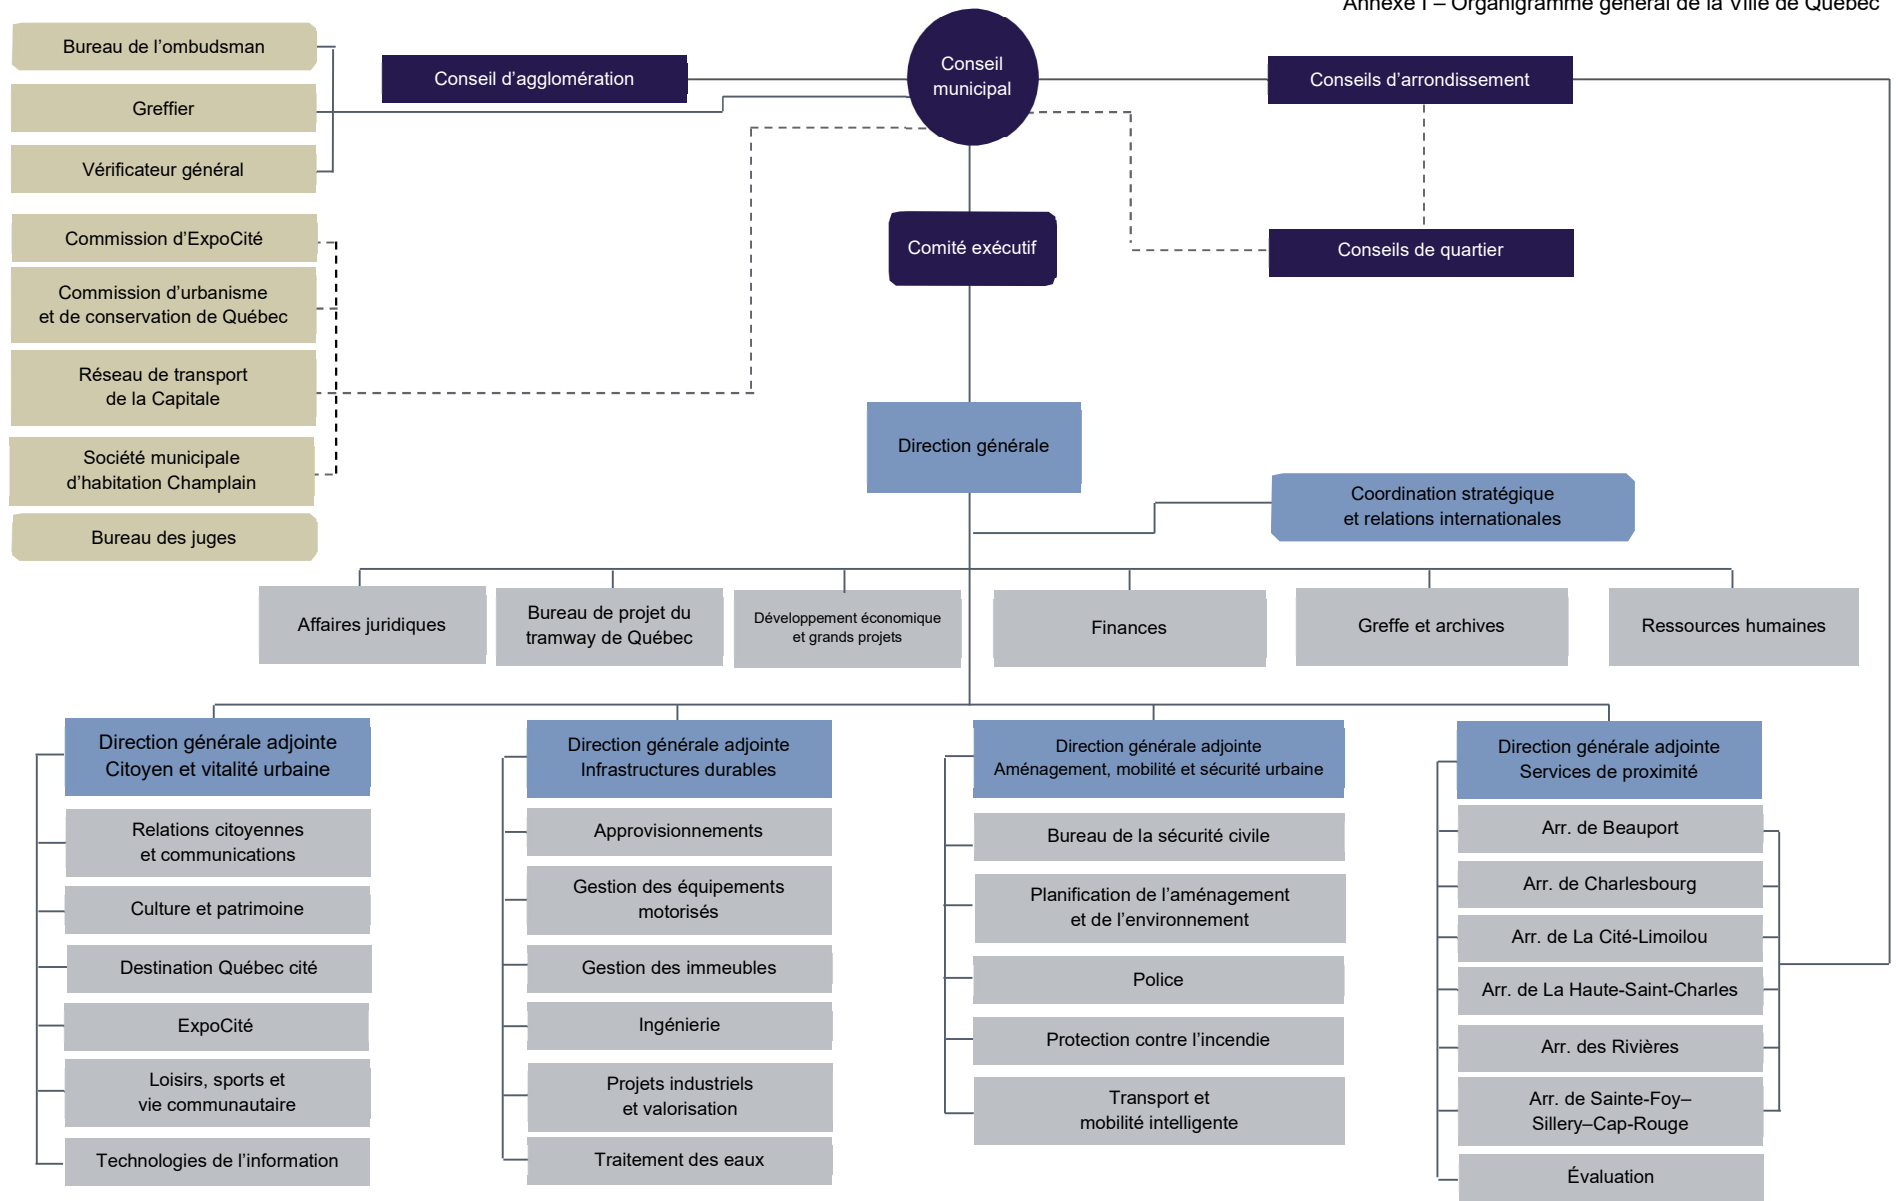 Annexe I – Organigramme général de la Ville de Québec
Bureau de l’ombudsman
Greffier
Vérificateur général
Commission d’ExpoCité
Commission d’urbanisme
et de conservation de Québec
Réseau de transport
de la Capitale
Société municipale
d’habitation Champlain
Bureau des juges
Conseil d’agglomération
Conseil
municipal
Conseils d’arrondissement
Comité exécutif
Conseils de quartier
Direction générale
Coordination stratégique
et relations internationales
Affaires juridiques
Bureau de projet du
tramway de Québec
Développement économique
et grands projets
Finances
Greffe et archives
Ressources humaines
Direction générale adjointe
Citoyen et vitalité urbaine
Relations citoyennes
et communications
Culture et patrimoine
Destination Québec cité
ExpoCité
Loisirs, sports et
vie communautaire
Technologies de l’information
Direction générale adjointe
Infrastructures durables
Approvisionnements
Gestion des équipements
motorisés
Gestion des immeubles
Ingénierie
Projets industriels
et valorisation
Traitement des eaux
Direction générale adjointe
Aménagement, mobilité et sécurité urbaine
Bureau de la sécurité civile
Planification de l’aménagement
et de l’environnement
Police
Protection contre l’incendie
Transport et
mobilité intelligente
Direction générale adjointe
Services de proximité
Arr. de Beauport
Arr. de Charlesbourg
Arr. de La Cité-Limoilou
Arr. de La Haute-Saint-Charles
Arr. des Rivières
Arr. de Sainte-Foy–
Sillery–Cap-Rouge
Évaluation